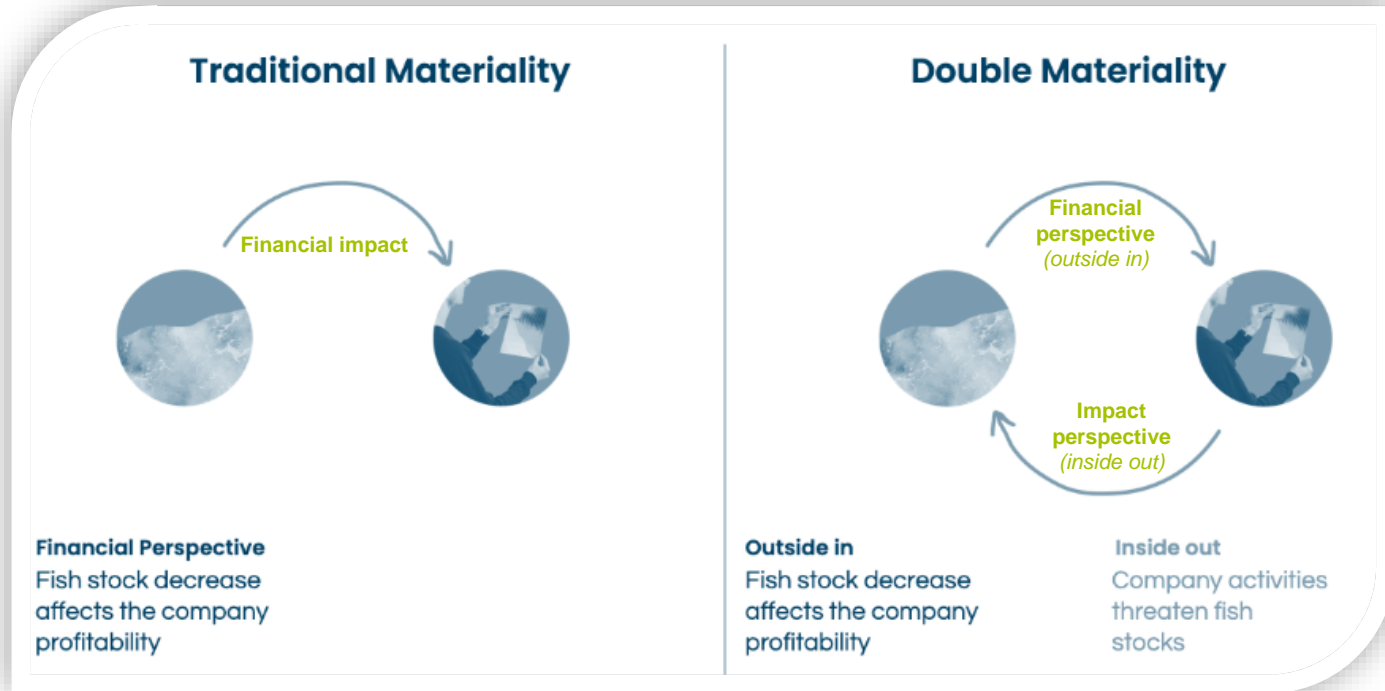 Traditional Materiality
Financial impact
Financial Perspective
Fish stock decrease
affects the company
profitability
Double Materiality
Financial
perspective
(outside in)
Impact
perspective
(inside out)
Outside in
Fish stock decrease
affects the company
profitability
Inside out
Company activities
threaten fish
stocks